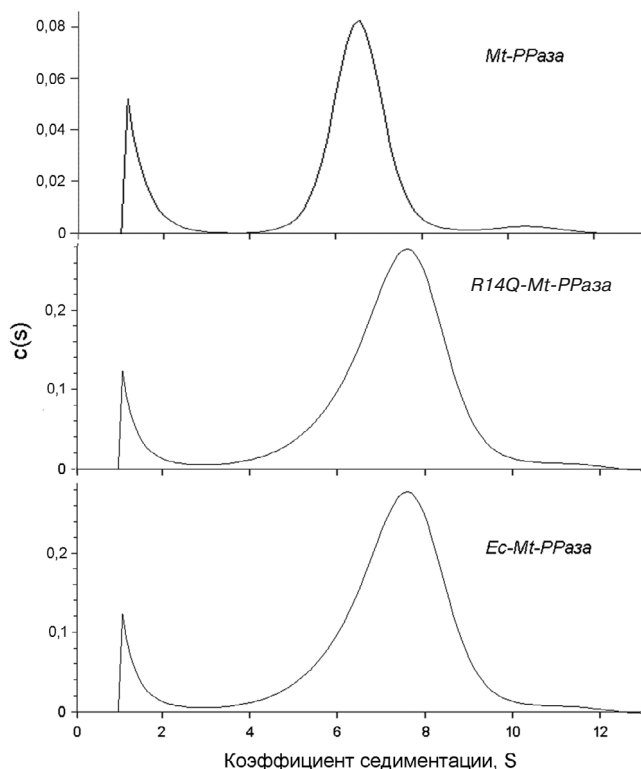 0,08
Mt-PPаза
0,06
0,04
0,02
0
R14Q-Mt-PPаза
0,2
0,1
0
c(s)
Ec-Mt-PPаза
0,2
0,1
0
0 2 4 6 8 10 12
Коэффициент седиментации, S